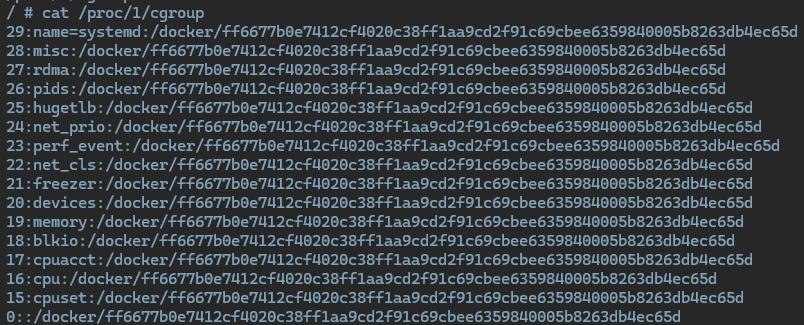 / # cat /proc/1/cgroup
29:name=systemd:/docker/ff6677b0e7412cf4020c38ff1aa9cd2f91c69cbee6359840005b8263db4ec65d
28:misc:/docker/ff6677b0e7412cf4020c38ff1aa9cd2f91c69cbee6359840005b8263db4ec65d
27:rdma:/docker/ff6677b0e7412cf4020c38ff1aa9cd2f91c69cbee6359840005b8263db4ec65d
26:pids:/docker/ff6677b0e7412cf4020c38ff1aa9cd2f91c69cbee6359840005b8263db4ec65d
25:hugetlb:/docker/ff6677b0e7412cf4020c38ff1aa9cd2f91c69cbee6359840005b8263db4ec65d
24:net_prio:/docker/ff6677b0e7412cf4020c38ff1aa9cd2f91c69cbee6359840005b8263db4ec65d
23:perf_event:/docker/ff6677b0e7412cf4020c38ff1aa9cd2f91c69cbee6359840005b8263db4ec65d
22:net_cls:/docker/ff6677b0e7412cf4020c38ff1aa9cd2f91c69cbee6359840005b8263db4ec65d
21:freezer:/docker/ff6677b0e7412cf4020c38ff1aa9cd2f91c69cbee6359840005b8263db4ec65d
20:devices:/docker/ff6677b0e7412cf4020c38ff1aa9cd2f91c69cbee6359840005b8263db4ec65d
19:memory:/docker/ff6677b0e7412cf4020c38ff1aa9cd2f91c69cbee6359840005b8263db4ec65d
18:blkio:/docker/ff6677b0e7412cf4020c38ff1aa9cd2f91c69cbee6359840005b8263db4ec65d
17:cpuacct:/docker/ff6677b0e7412cf4020c38ff1aa9cd2f91c69cbee6359840005b8263db4ec65d
16:cpu:/docker/ff6677b0e7412cf4020c38ff1aa9cd2f91c69cbee6359840005b8263db4ec65d
15:cpuset:/docker/ff6677b0e7412cf4020c38ff1aa9cd2f91c69cbee6359840005b8263db4ec65d
0::/docker/ff6677b0e7412cf4020c38ff1aa9cd2f91c69cbee6359840005b8263db4ec65d